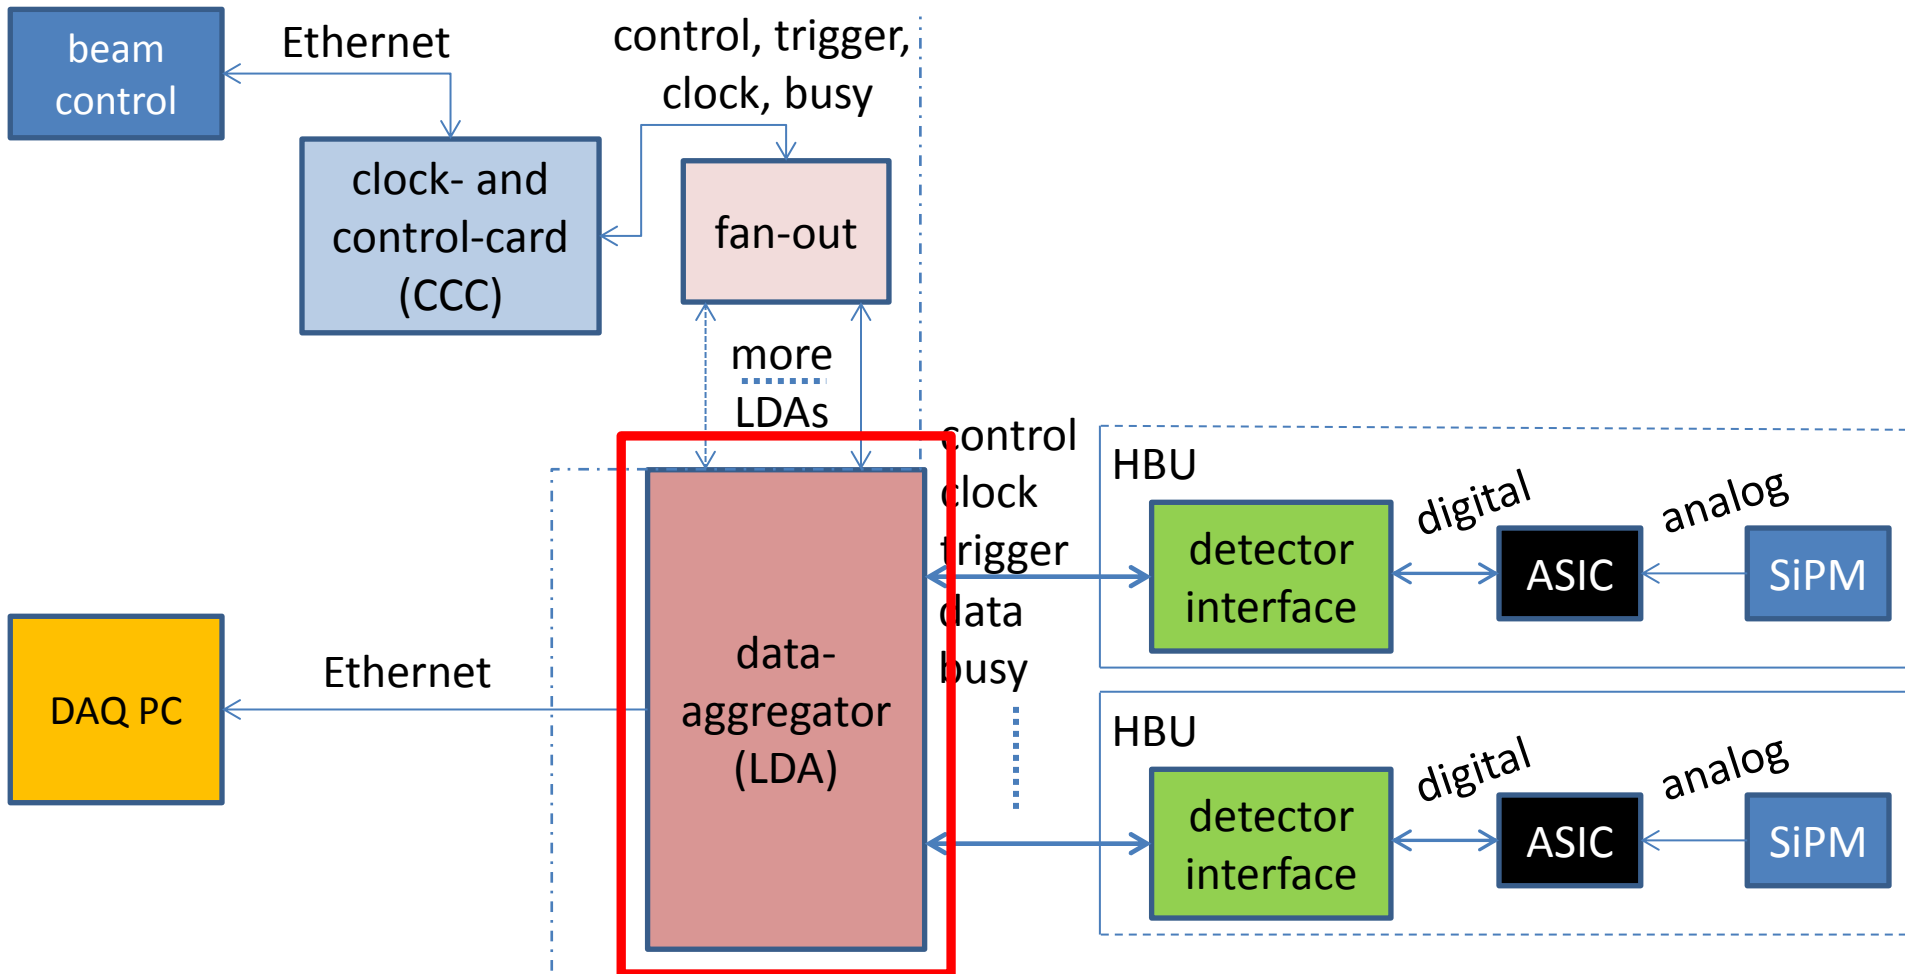 beam
control
Ethernet
control, trigger,
clock, busy
clock- and
control-card
(CCC)
fan-out
more
LDAs
control
clock
trigger
data
busy
data-
aggregator
(LDA)
Ethernet
DAQ PC
HBU
detector
interface
digital
ASIC
analog
SiPM
HBU
detector
interface
digital
ASIC
analog
SiPM